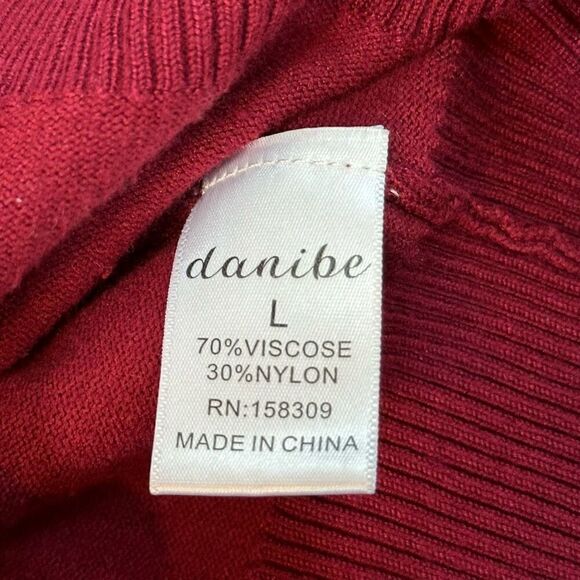 danibe
L
70%VISCOSE
30%NYLON
RN:158309
MADE IN CHINA